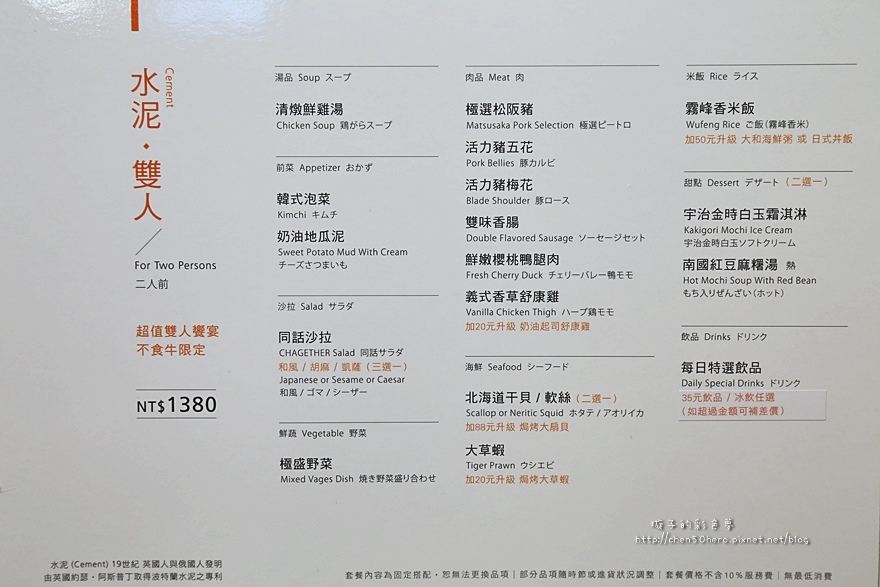 水泥・雙人
Cement
For Two Persons
二人前
超值雙人饗宴
不食牛限定
NT$1380
水泥 (Cement) 19世紀 英國人與俄國人發明
由英國約瑟・阿斯普丁取得波特蘭水泥之專利
湯品 Soup スープ
清燉鮮雞湯
Chicken Soup 鶏がらスープ
前菜 Appetizer おかず
韓式泡菜
Kimchi キムチ
奶油地瓜泥
Sweet Potato Mud With Cream
チーズさつまいも
沙拉 Salad サラダ
同話沙拉
CHAGETHER Salad 同話サラダ
和風 / 胡麻 / 凱薩（三選一）
Japanese or Sesame or Caesar
和風 / ゴマ / シーザー
鮮蔬 Vegetable 野菜
極盛野菜
Mixed Vages Dish 焼き野菜盛り合わせ
肉品 Meat 肉
極選松阪豬
Matsusaka Pork Selection 極選ピートロ
活力豬五花
Pork Bellies 豚カルビ
活力豬梅花
Blade Shoulder 豚ロース
雙味香腸
Double Flavored Sausage ソーセージセット
鮮嫩櫻桃鴨腿肉
Fresh Cherry Duck チェリーバレー鴨モモ
義式香草舒康雞
Vanilla Chicken Thigh ハーブ鶏モモ
加20元升級 奶油起司舒康雞
海鮮 Seafood シーフード
北海道干貝 / 軟絲（二選一）
Scallop or Neritic Squid ホタテ / アオリイカ
加88元升級 焗烤大扇貝
大草蝦
Tiger Prawn ウシエビ
加20元升級 焗烤大草蝦
米飯 Rice ライス
霧峰香米飯
Wufeng Rice ご飯（霧峰香米）
加50元升級 大和海鮮粥 或 日式丼飯
甜點 Dessert デザート（二選一）
宇治金時白玉霜淇淋
Kakigori Mochi Ice Cream
宇治金時白玉ソフトクリーム
南國紅豆麻糬湯 熱
Hot Mochi Soup With Red Bean
もち入りぜんざい（ホット）
飲品 Drinks ドリンク
每日特選飲品
Daily Special Drinks ドリンク
35元飲品 / 冰飲任選
（如超過金額可補差價）
套餐內容為固定搭配，恕無法更換品項｜部分品項隨時節或進貨狀況調整｜套餐價格不含10%服務費｜無最低消費
http://chen50hero.pixnet.net/blog